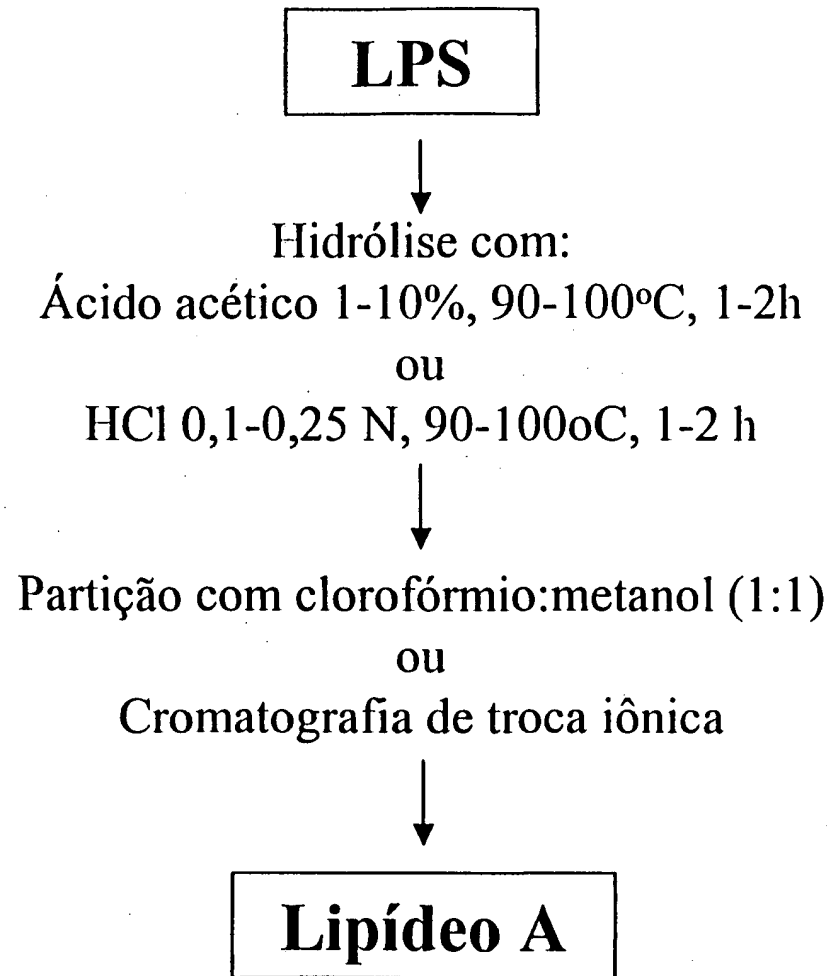 LPS
Hidrólise com:
Ácido acético 1-10%, 90-100ºC, 1-2h
ou
HCl 0,1-0,25 N, 90-100oC, 1-2 h
Partição com clorofórmio:metanol (1:1)
ou
Cromatografia de troca iônica
Lipídeo A